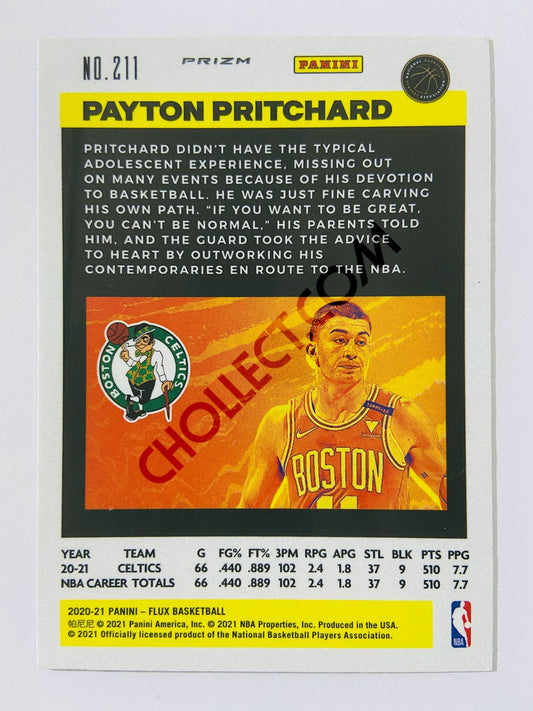 NO. 211
PRIZM
PANINI
NATIONAL BASKETBALL ASSOCIATION
PAYTON PRITCHARD
PRITCHARD DIDN'T HAVE THE TYPICAL
ADOLESCENT EXPERIENCE, MISSING OUT
ON MANY EVENTS BECAUSE OF HIS DEVOTION
TO BASKETBALL. HE WAS JUST FINE CARVING
HIS OWN PATH. “IF YOU WANT TO BE GREAT,
YOU CAN'T BE NORMAL,” HIS PARENTS TOLD
HIM, AND THE GUARD TOOK THE ADVICE
TO HEART BY OUTWORKING HIS
CONTEMPORARIES EN ROUTE TO THE NBA.
CHOLLECT.COM
BOSTON CELTICS
BOSTON
11
YEAR TEAM G FG% FT% 3PM RPG APG STL BLK PTS PPG
20-21 CELTICS 66 .440 .889 102 2.4 1.8 37 9 510 7.7
NBA CAREER TOTALS 66 .440 .889 102 2.4 1.8 37 9 510 7.7
2020-21 PANINI – FLUX BASKETBALL
帕尼尼 © 2021 Panini America, Inc. © 2021 NBA Properties, Inc. Produced in the USA.
© 2021 Officially licensed product of the National Basketball Players Association.
NBA